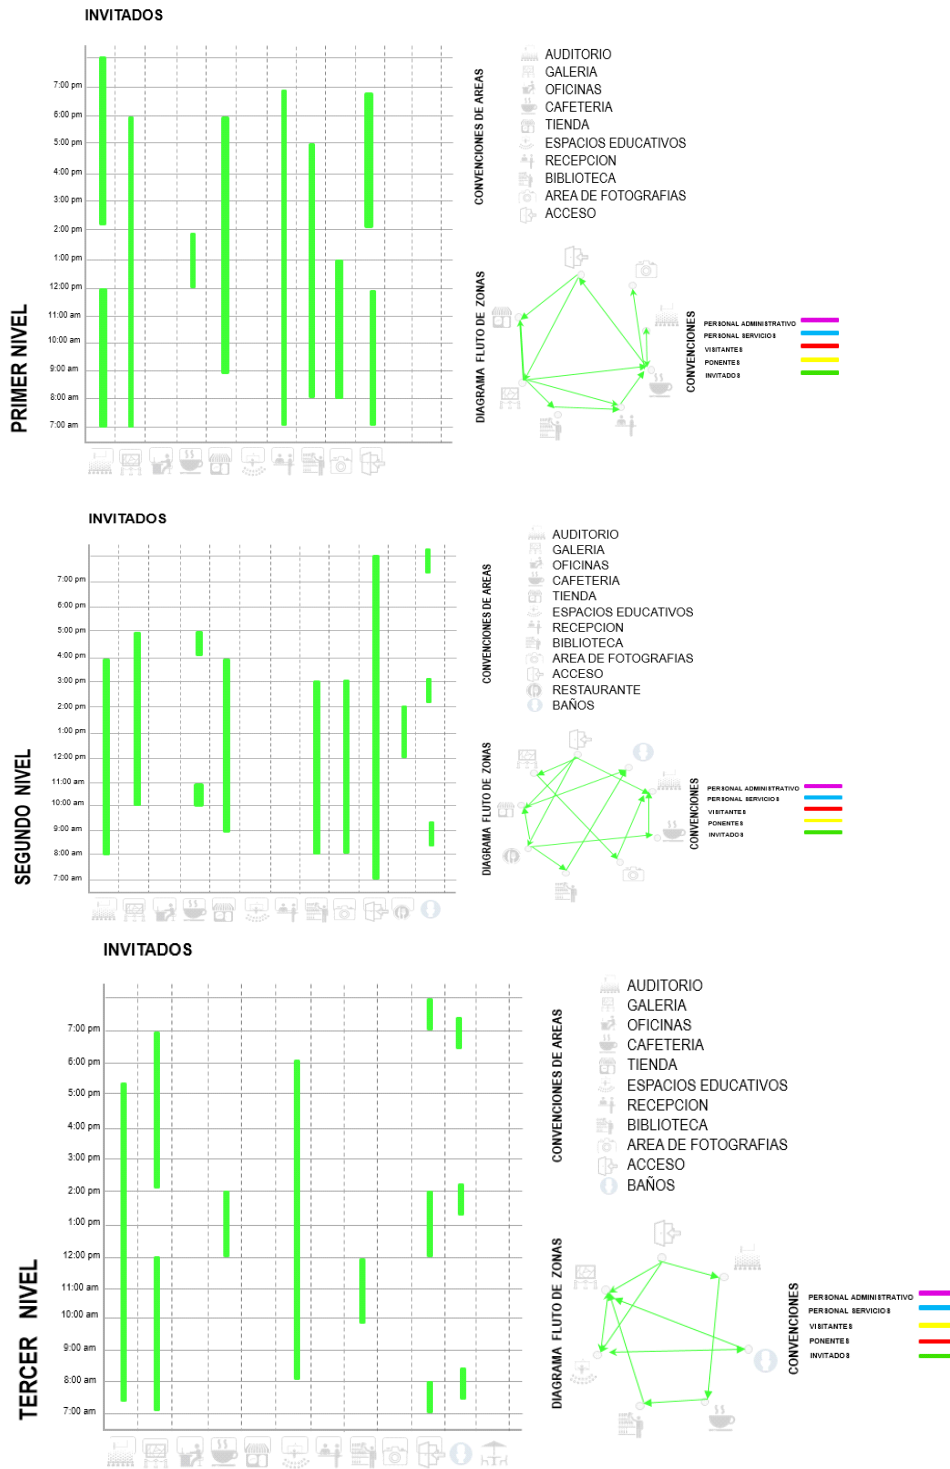 INVITADOS
7:00 pm
6:00 pm
5:00 pm
4:00 pm
3:00 pm
2:00 pm
1:00 pm
12:00 pm
11:00 am
10:00 am
9:00 am
8:00 am
7:00 am
PRIMER NIVEL
CONVENCIONES DE AREAS
AUDITORIO
GALERIA
OFICINAS
CAFETERIA
TIENDA
ESPACIOS EDUCATIVOS
RECEPCION
BIBLIOTECA
AREA DE FOTOGRAFIAS
ACCESO
DIAGRAMA FLUTO DE ZONAS
CONVENCIONES
PERSONAL ADMINISTRATIVO
PERSONAL SERVICIOS
VISITANTES
PONENTES
INVITADOS
INVITADOS
7:00 pm
6:00 pm
5:00 pm
4:00 pm
3:00 pm
2:00 pm
1:00 pm
12:00 pm
11:00 am
10:00 am
9:00 am
8:00 am
7:00 am
SEGUNDO NIVEL
CONVENCIONES DE AREAS
AUDITORIO
GALERIA
OFICINAS
CAFETERIA
TIENDA
ESPACIOS EDUCATIVOS
RECEPCION
BIBLIOTECA
AREA DE FOTOGRAFIAS
ACCESO
RESTAURANTE
BAÑOS
DIAGRAMA FLUTO DE ZONAS
CONVENCIONES
PERSONAL ADMINISTRATIVO
PERSONAL SERVICIOS
VISITANTES
PONENTES
INVITADOS
INVITADOS
7:00 pm
6:00 pm
5:00 pm
4:00 pm
3:00 pm
2:00 pm
1:00 pm
12:00 pm
11:00 am
10:00 am
9:00 am
8:00 am
7:00 am
TERCER NIVEL
CONVENCIONES DE AREAS
AUDITORIO
GALERIA
OFICINAS
CAFETERIA
TIENDA
ESPACIOS EDUCATIVOS
RECEPCION
BIBLIOTECA
AREA DE FOTOGRAFIAS
ACCESO
BAÑOS
DIAGRAMA FLUTO DE ZONAS
CONVENCIONES
PERSONAL ADMINISTRATIVO
PERSONAL SERVICIOS
VISITANTES
PONENTES
INVITADOS